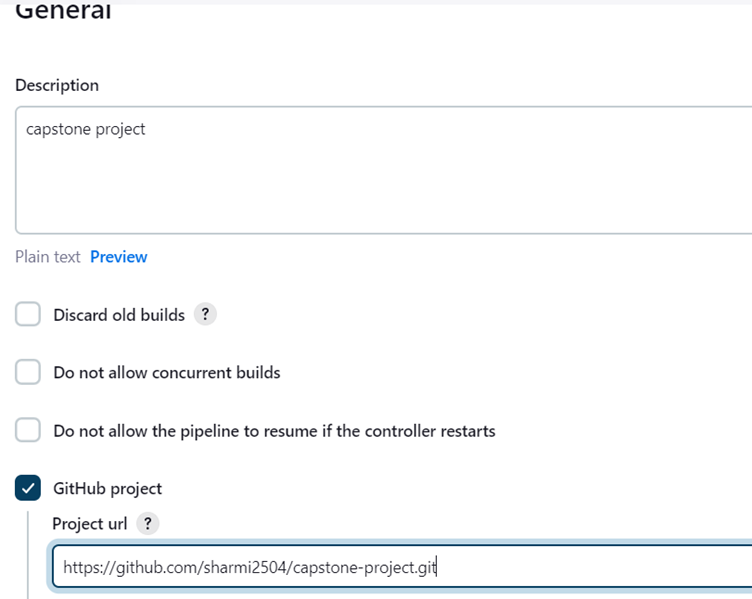 General
Description
capstone project
Plain text Preview
Discard old builds ?
Do not allow concurrent builds
Do not allow the pipeline to resume if the controller restarts
GitHub project
Project url ?
https://github.com/sharmi2504/capstone-project.git